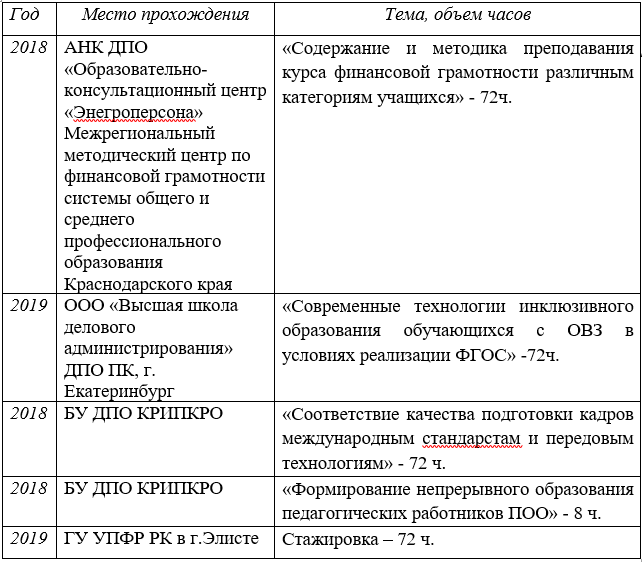 Год Место прохождения Тема, объем часов
2018 АНК ДПО «Содержание и методика преподавания
«Образовательно- курса финансовой грамотности различным
консультационный центр категориям учащихся» - 72ч.
«Энегроперсона»
Межрегиональный
методический центр по
финансовой грамотности
системы общего и
среднего
профессионального
образования
Краснодарского края
2019 ООО «Высшая школа «Современные технологии инклюзивного
делового образования обучающихся с ОВЗ в
администрирования» условиях реализации ФГОС» -72ч.
ДПО ПК, г.
Екатеринбург
2018 БУ ДПО КРИПКРО «Соответствие качества подготовки кадров
международным стандарстам и передовым
технологиям» - 72 ч.
2018 БУ ДПО КРИПКРО «Формирование непрерывного образования
педагогических работников ПОО» - 8 ч.
2019 ГУ УПФР РК в г.Элисте Стажировка – 72 ч.